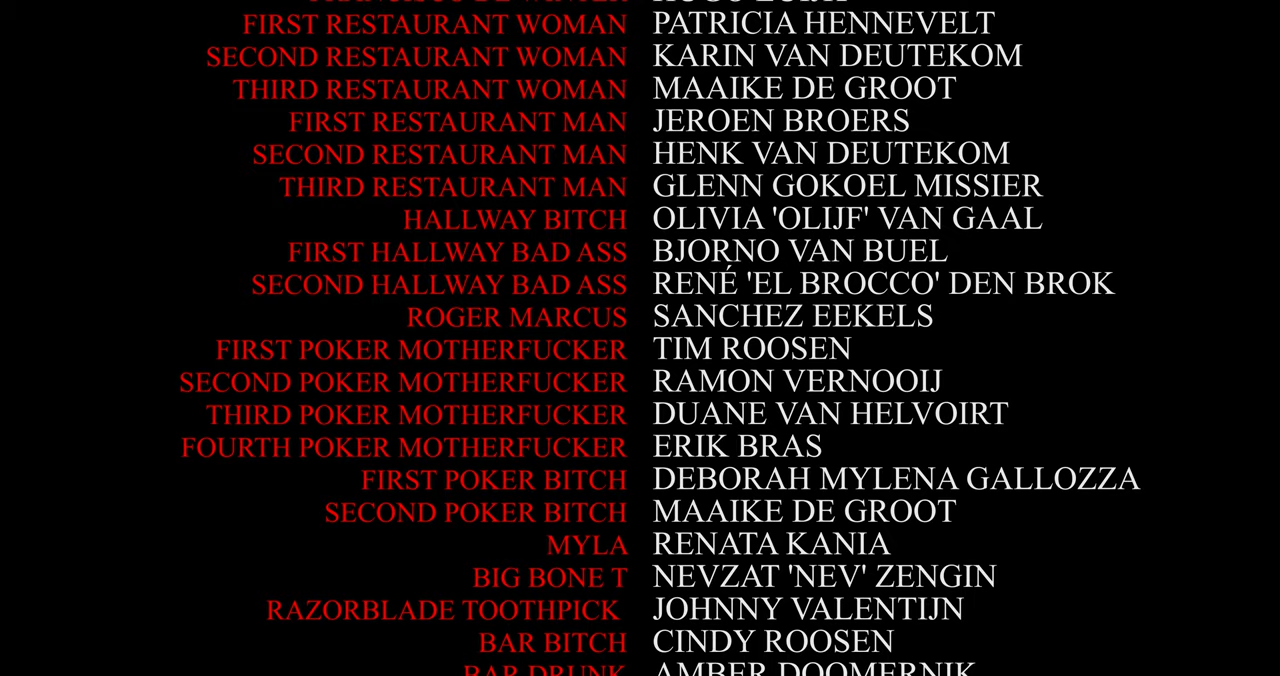 FIRST RESTAURANT WOMAN PATRICIA HENNEVELT
SECOND RESTAURANT WOMAN KARIN VAN DEUTEKOM
THIRD RESTAURANT WOMAN MAAIKE DE GROOT
FIRST RESTAURANT MAN JEROEN BROERS
SECOND RESTAURANT MAN HENK VAN DEUTEKOM
THIRD RESTAURANT MAN GLENN GOKOEL MISSIER
HALLWAY BITCH OLIVIA 'OLIJF' VAN GAAL
FIRST HALLWAY BAD ASS BJORNO VAN BUEL
SECOND HALLWAY BAD ASS RENÉ 'EL BROCCO' DEN BROK
ROGER MARCUS SANCHEZ EEKELS
FIRST POKER MOTHERFUCKER TIM ROOSEN
SECOND POKER MOTHERFUCKER RAMON VERNOOIJ
THIRD POKER MOTHERFUCKER DUANE VAN HELVOIRT
FOURTH POKER MOTHERFUCKER ERIK BRAS
FIRST POKER BITCH DEBORAH MYLENA GALLOZZA
SECOND POKER BITCH MAAIKE DE GROOT
MYLA RENATA KANIA
BIG BONE T NEVZAT 'NEV' ZENGIN
RAZORBLADE TOOTHPICK JOHNNY VALENTIJN
BAR BITCH CINDY ROOSEN
BAR DRUNK AMBER DOOMERNIK